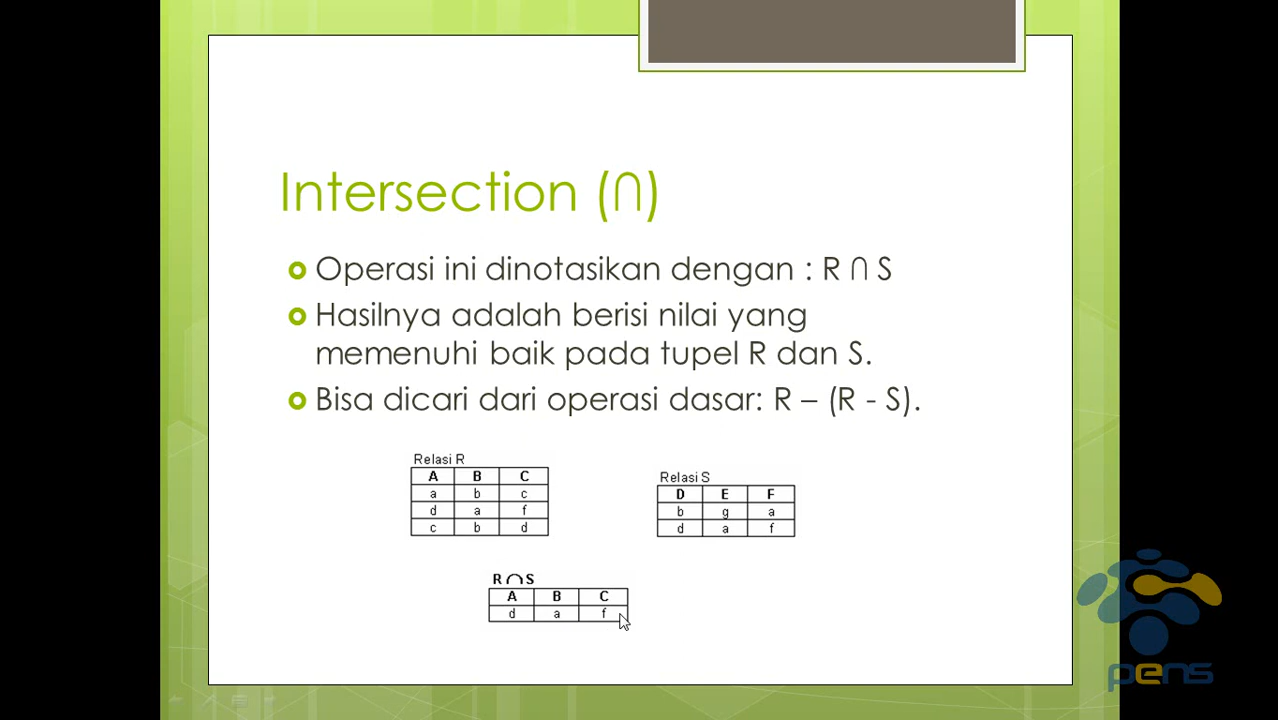 Intersection (∩)
Operasi ini dinotasikan dengan : R ∩ S
Hasilnya adalah berisi nilai yang
memenuhi baik pada tupel R dan S.
Bisa dicari dari operasi dasar: R – (R - S).
Relasi R
A B C
a b c
d a f
c b d
Relasi S
D E F
b g a
d a f
R ∩ S
A B C
d a f
pens